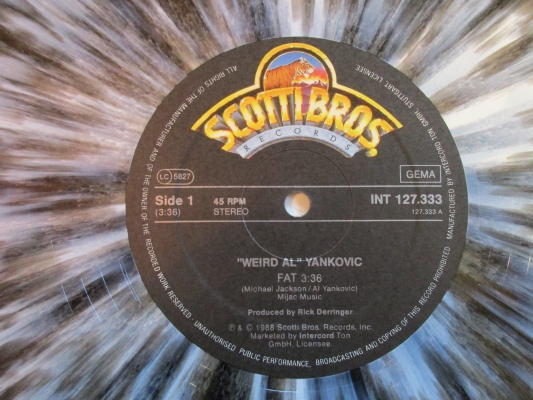 ALL RIGHTS OF THE MANUFACTURER AND OF THE OWNER OF THE RECORDED WORK RESERVED . UNAUTHORISED PUBLIC PERFORMANCE, BROADCASTING AND COPYING OF THIS RECORD PROHIBITED
MANUFACTURED BY INTERCORD TON GMBH, STUTTGART, LICENSEE.
SCOTTI BROS.
RECORDS
LC 5827
GEMA
Side 1
45 RPM
INT 127.333
(3:36)
STEREO
127.333 A
"WEIRD AL" YANKOVIC
FAT 3:36
(Michael Jackson/Al Yankovic)
Mijac Music
Produced by Rick Derringer
℗ & © 1988 Scotti Bros. Records, Inc.
Marketed by Intercord Ton
GmbH, Licensee.